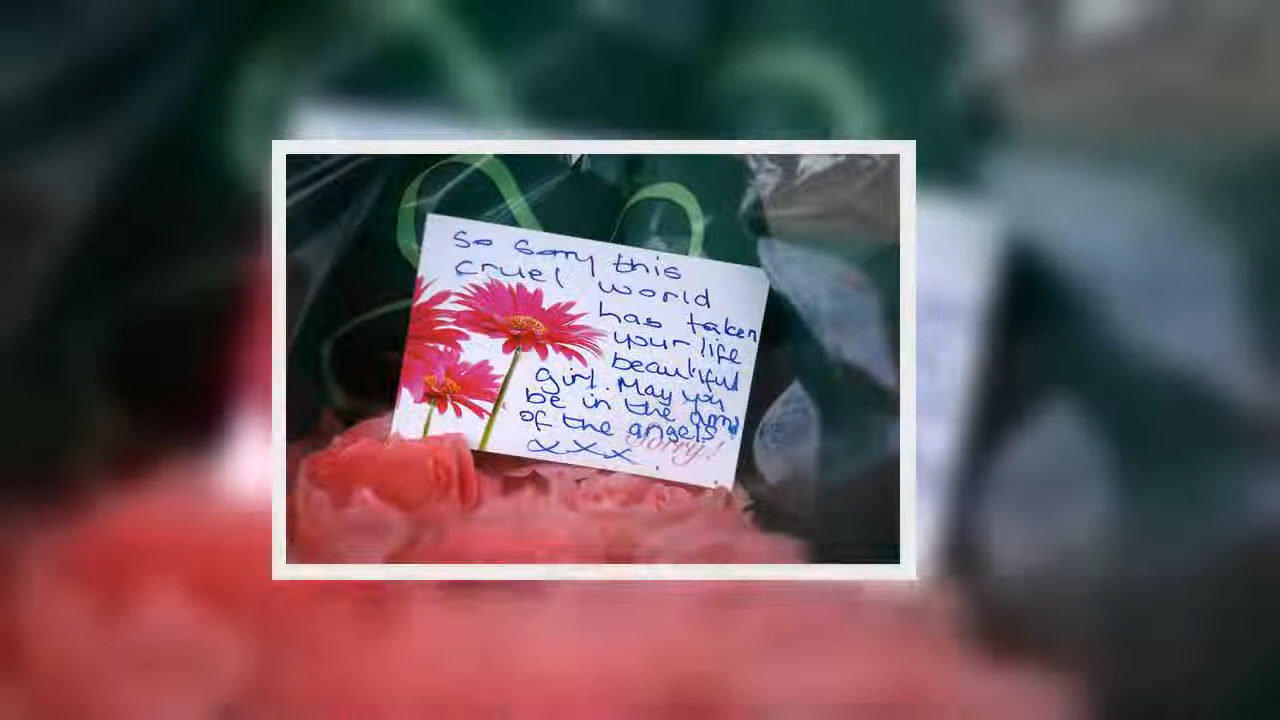 So Sorry this
cruel world
has taken
your life
beautiful
girl. May you
be in the arms
of the angels
xxx.
Sorry!